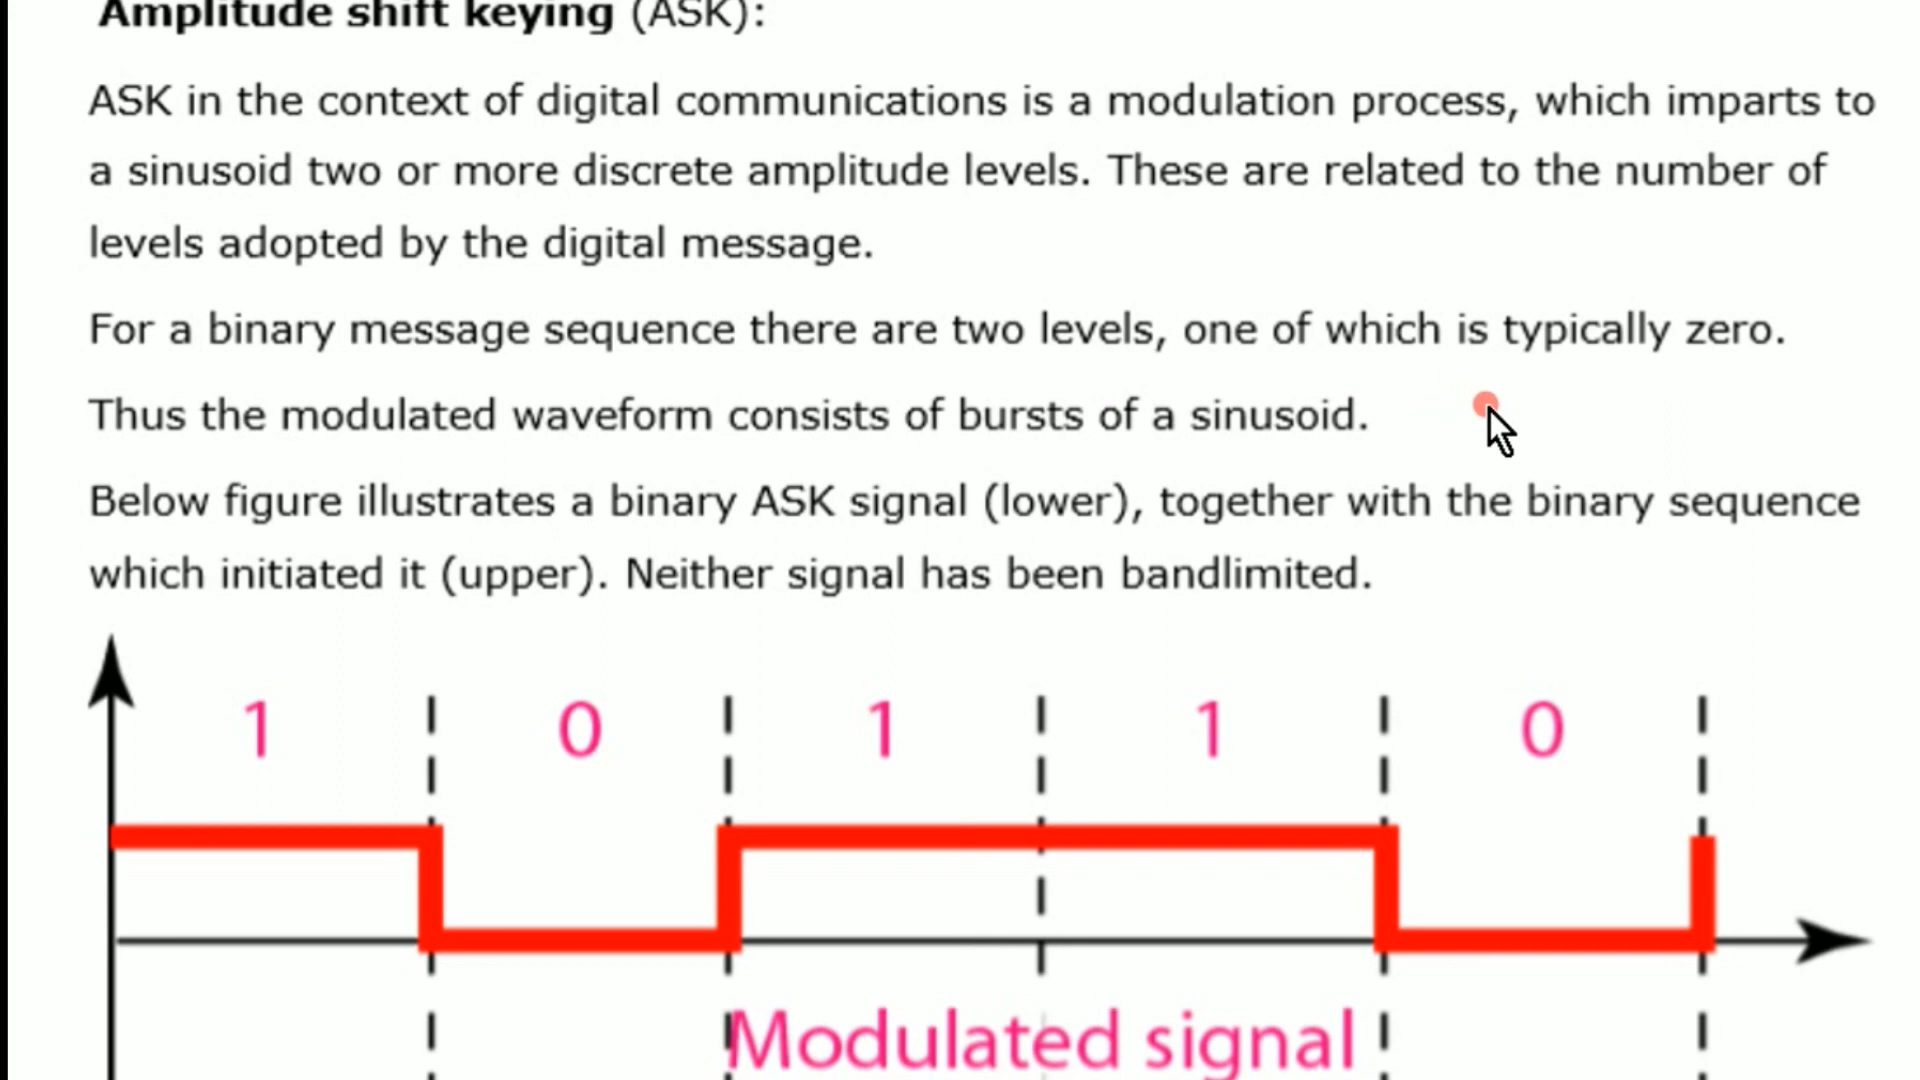 Amplitude shift keying (ASK):
ASK in the context of digital communications is a modulation process, which imparts to
a sinusoid two or more discrete amplitude levels. These are related to the number of
levels adopted by the digital message.
For a binary message sequence there are two levels, one of which is typically zero.
Thus the modulated waveform consists of bursts of a sinusoid.
Below figure illustrates a binary ASK signal (lower), together with the binary sequence
which initiated it (upper). Neither signal has been bandlimited.
1 0 1 1 0
Modulated signal